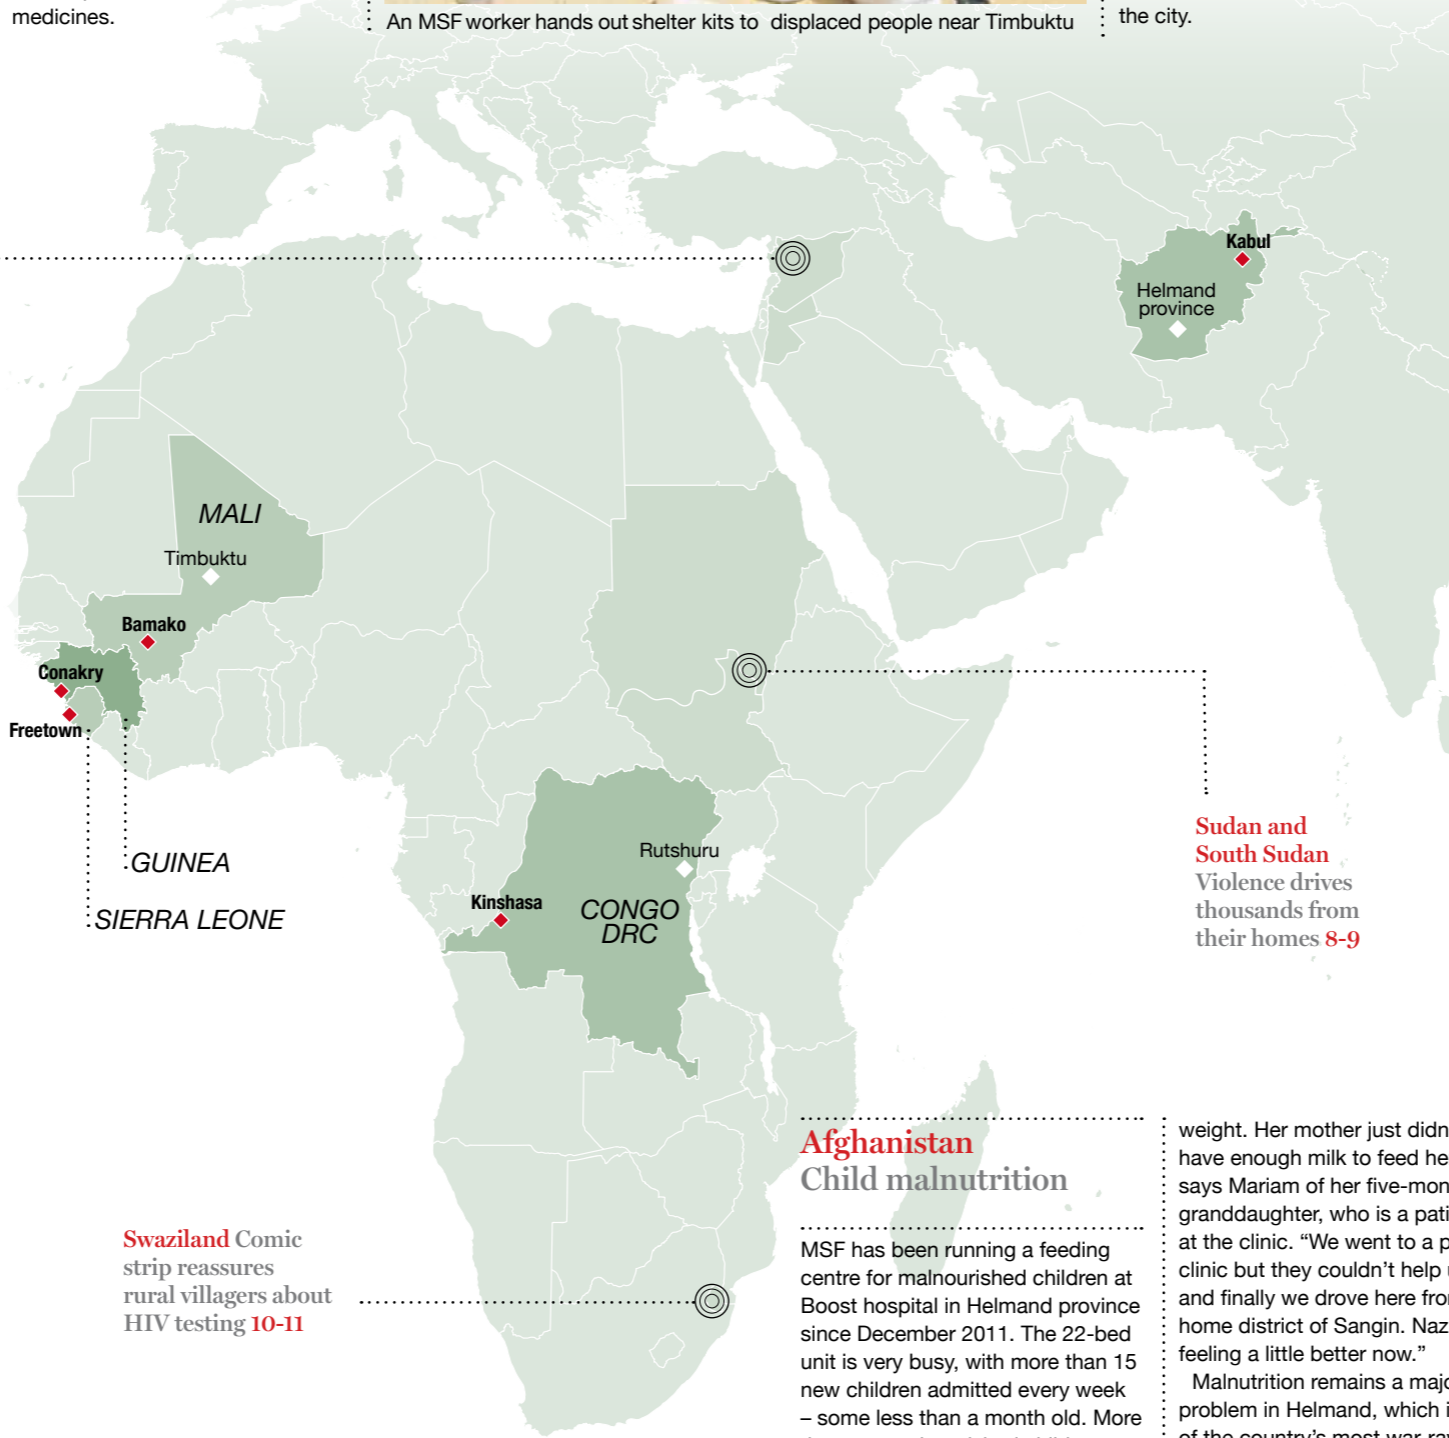 medicines.
An MSF worker hands out shelter kits to displaced people near Timbuktu
the city.
Kabul
Helmand
province
MALI
Timbuktu
Bamako
Conakry
Freetown
GUINEA
SIERRA LEONE
Rutshuru
Kinshasa
CONGO
DRC
Sudan and
South Sudan
Violence drives
thousands from
their homes 8-9
Swaziland Comic
strip reassures
rural villagers about
HIV testing 10-11
Afghanistan
Child malnutrition
MSF has been running a feeding
centre for malnourished children at
Boost hospital in Helmand province
since December 2011. The 22-bed
unit is very busy, with more than 15
new children admitted every week
– some less than a month old. More
weight. Her mother just didn
have enough milk to feed he
says Mariam of her five-mon
granddaughter, who is a pati
at the clinic. “We went to a p
clinic but they couldn’t help u
and finally we drove here fro
home district of Sangin. Naz
feeling a little better now.”
Malnutrition remains a majo
problem in Helmand, which i
of the country’s most war-rav